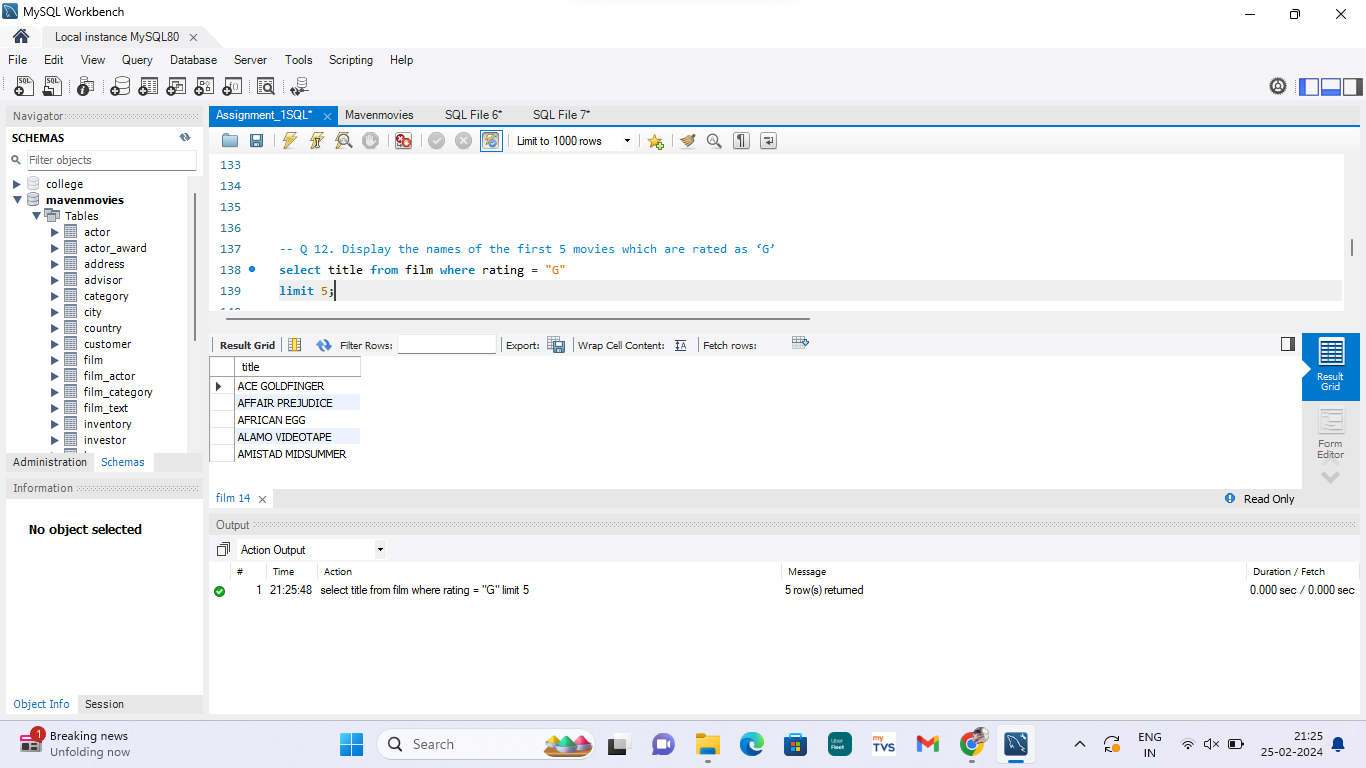 MySQL Workbench
Local instance MySQL80
File Edit View Query Database Server Tools Scripting Help
Navigator
SCHEMAS
Filter objects
college
mavenmovies
Tables
actor
actor_award
address
advisor
category
city
country
customer
film
film_actor
film_category
film_text
inventory
investor
Administration Schemas
Information
No object selected
Object Info Session
Assignment_1SQL* Mavenmovies SQL File 6* SQL File 7*
Limit to 1000 rows
133
134
135
136
137 -- Q 12. Display the names of the first 5 movies which are rated as ‘G’
138 select title from film where rating = "G"
139 limit 5;
Result Grid Filter Rows: Export: Wrap Cell Content: Fetch rows:
title
ACE GOLDFINGER
AFFAIR PREJUDICE
AFRICAN EGG
ALAMO VIDEOTAPE
AMISTAD MIDSUMMER
Result
Grid
Form
Editor
film 14 Read Only
Output
Action Output
# Time Action Message Duration / Fetch
1 21:25:48 select title from film where rating = "G" limit 5 5 row(s) returned 0.000 sec / 0.000 sec
1 Breaking news
Unfolding now
Search
Uber
Fleet
my
TVS
ENG
IN
21:25
25-02-2024